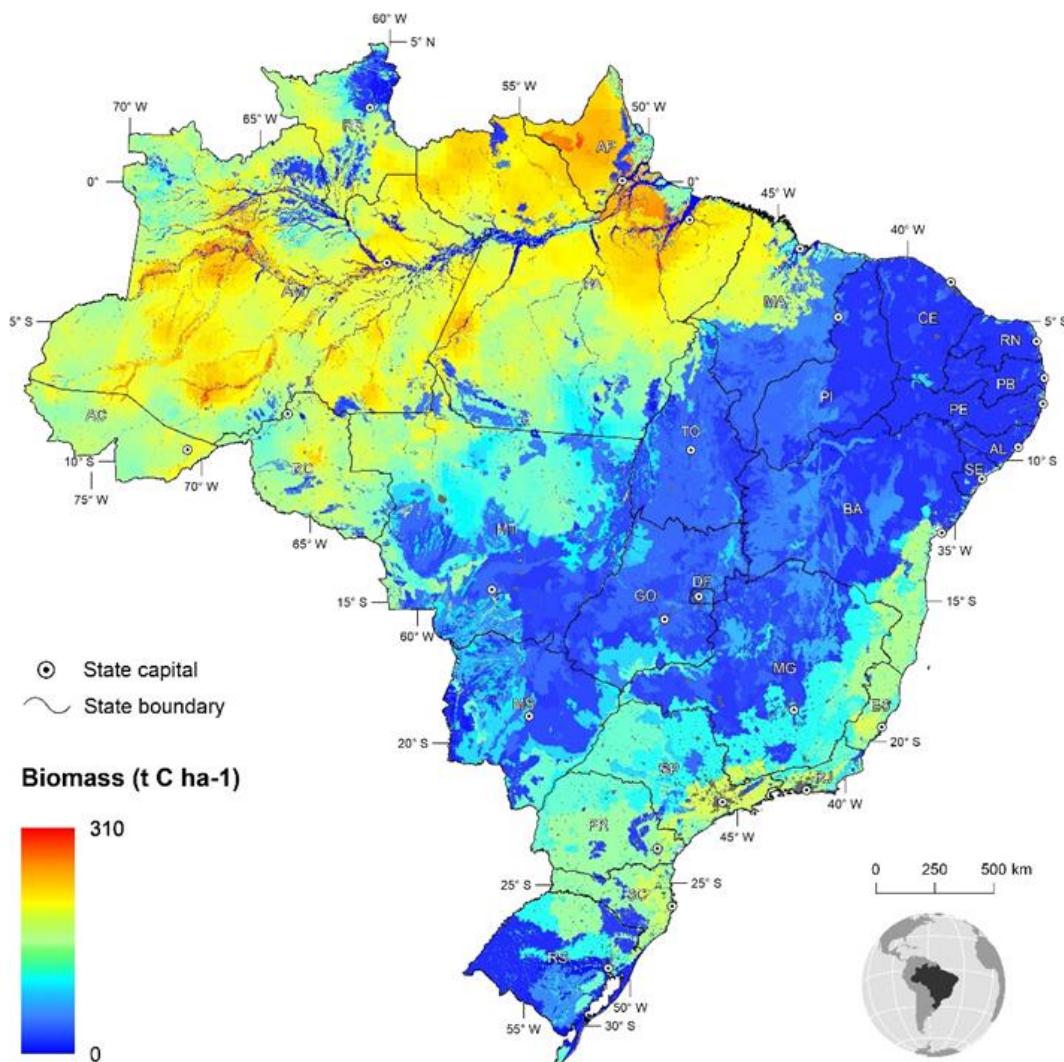 60° W
5° N
70° W
55° W
65° W
50° W
RR
AP
0°
0°
45° W
40° W
AM
PA
MA
CE
5° S
5° S
RN
PB
PI
PE
AC
TO
AL
RO
10° S
SE
10° S
75° W
70° W
BA
MT
35° W
65° W
DF
15° S
GO
15° S
60° W
MG
State capital
MS
ES
State boundary
20° S
20° S
SP
RJ
Biomass (t C ha-1)
40° W
45° W
310
PR
0 250 500 km
25° S
25° S
SC
RS
50° W
55° W
30° S
0